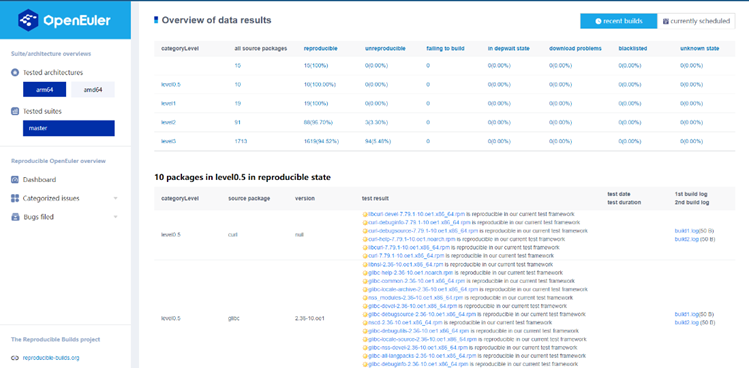 OpenEuler
Overview of data results
recent builds
currently scheduled
Suite/architecture overviews
Tested architectures
arm64 amd64
Tested suites
master
Reproducible OpenEuler overview
Dashboard
Categorized issues
Bugs filed
The Reproducible Builds project
reproducible-builds.org
categoryLevel all source packages reproducible unreproducible failing to build in depwait state download problems blacklisted unknown state
15 15(100%) 0(0.00%) 0 0(0.00%) 0(0.00%) 0(0.00%) 0(0.00%)
level0.5 10 10(100.00%) 0(0.00%) 0 0(0.00%) 0(0.00%) 0(0.00%) 0(0.00%)
level1 19 19(100%) 0(0.00%) 0 0(0.00%) 0(0.00%) 0(0.00%) 0(0.00%)
level2 91 88(96.70%) 3(3.30%) 0 0(0.00%) 0(0.00%) 0(0.00%) 0(0.00%)
level3 1713 1619(94.52%) 94(5.48%) 0 0(0.00%) 0(0.00%) 0(0.00%) 0(0.00%)
10 packages in level0.5 in reproducible state
categoryLevel source package version test result test date 1st build log
test duration 2nd build log
libcurl-devel-7.79.1-10.oe1.x86_64.rpm is reproducible in our current test framework
curl-debuginfo-7.79.1-10.oe1.x86_64.rpm is reproducible in our current test framework
curl-debugsource-7.79.1-10.oe1.x86_64.rpm is reproducible in our current test framework
level0.5 curl null
curl-help-7.79.1-10.oe1.noarch.rpm is reproducible in our current test framework
libcurl-7.79.1-10.oe1.x86_64.rpm is reproducible in our current test framework
curl-7.79.1-10.oe1.x86_64.rpm is reproducible in our current test framework
build1.log(50 B)
build2.log(50 B)
libnsl-2.36-10.oe1.x86_64.rpm is reproducible in our current test framework
glibc-help-2.36-10.oe1.noarch.rpm is reproducible in our current test framework
glibc-common-2.36-10.oe1.x86_64.rpm is reproducible in our current test framework
glibc-locale-archive-2.36-10.oe1.x86_64.rpm is reproducible in our current test framework
nss_modules-2.36-10.oe1.x86_64.rpm is reproducible in our current test framework
glibc-devel-2.36-10.oe1.x86_64.rpm is reproducible in our current test framework
glibc-debugsource-2.36-10.oe1.x86_64.rpm is reproducible in our current test framework
level0.5 glibc 2.36-10.oe1
nscd-2.36-10.oe1.x86_64.rpm is reproducible in our current test framework
glibc-debugutils-2.36-10.oe1.x86_64.rpm is reproducible in our current test framework
glibc-locale-source-2.36-10.oe1.x86_64.rpm is reproducible in our current test framework
glibc-nss-devel-2.36-10.oe1.x86_64.rpm is reproducible in our current test framework
glibc-all-langpacks-2.36-10.oe1.x86_64.rpm is reproducible in our current test framework
glibc-debuginfo-2.36-10.oe1.x86_64.rpm is reproducible in our current test framework
build1.log(50 B)
build2.log(50 B)